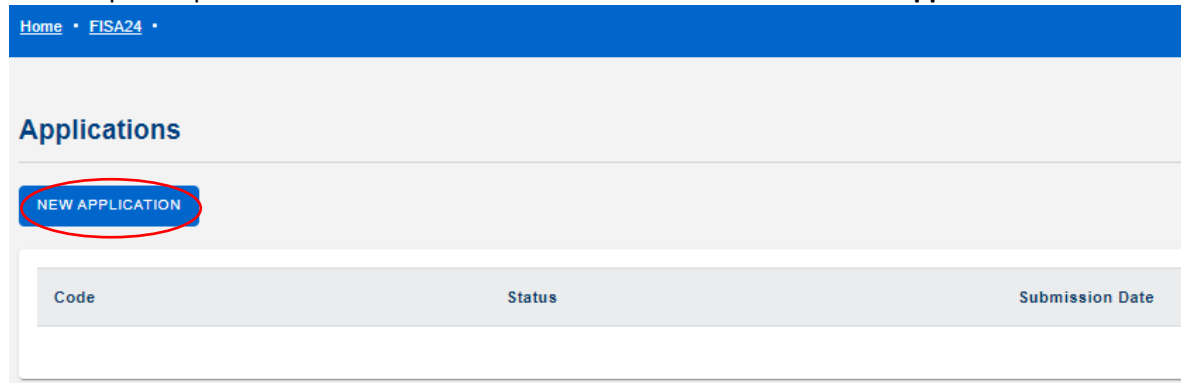 Home • FISA24 •
Applications
NEW APPLICATION
Code Status Submission Date